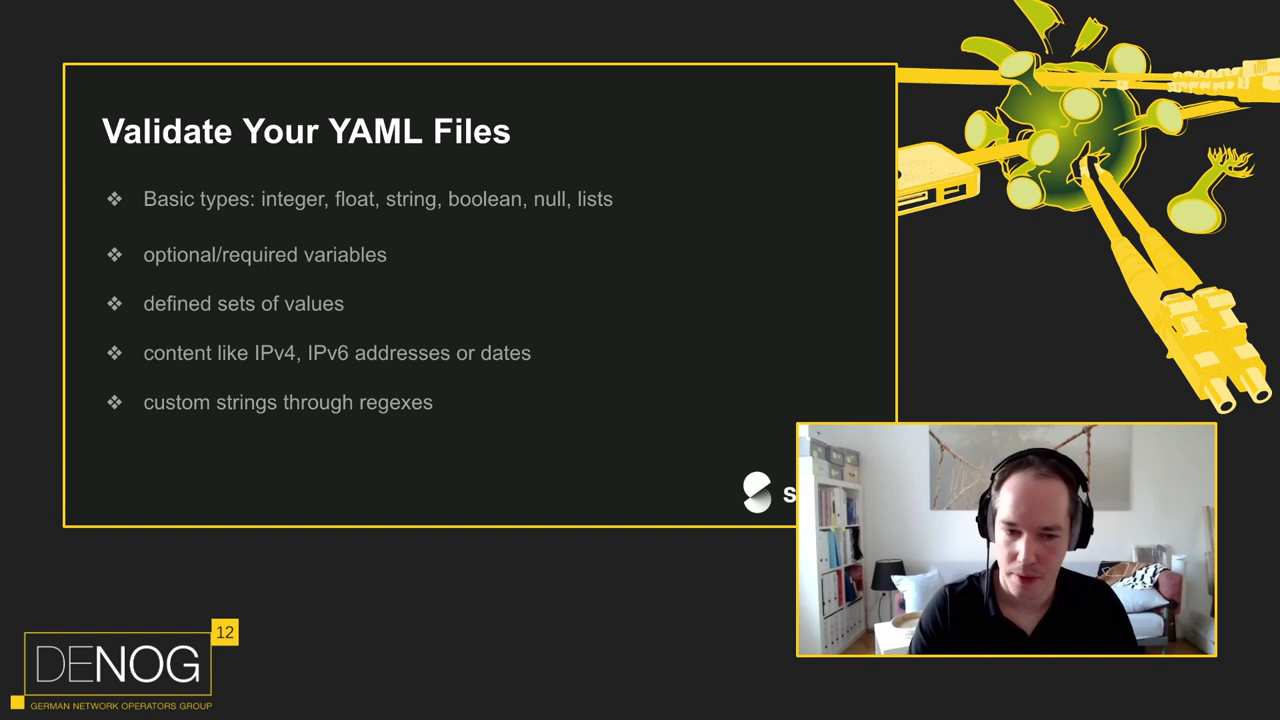 Validate Your YAML Files
❖ Basic types: integer, float, string, boolean, null, lists
❖ optional/required variables
❖ defined sets of values
❖ content like IPv4, IPv6 addresses or dates
❖ custom strings through regexes
s
12
DENOG
GERMAN NETWORK OPERATORS GROUP